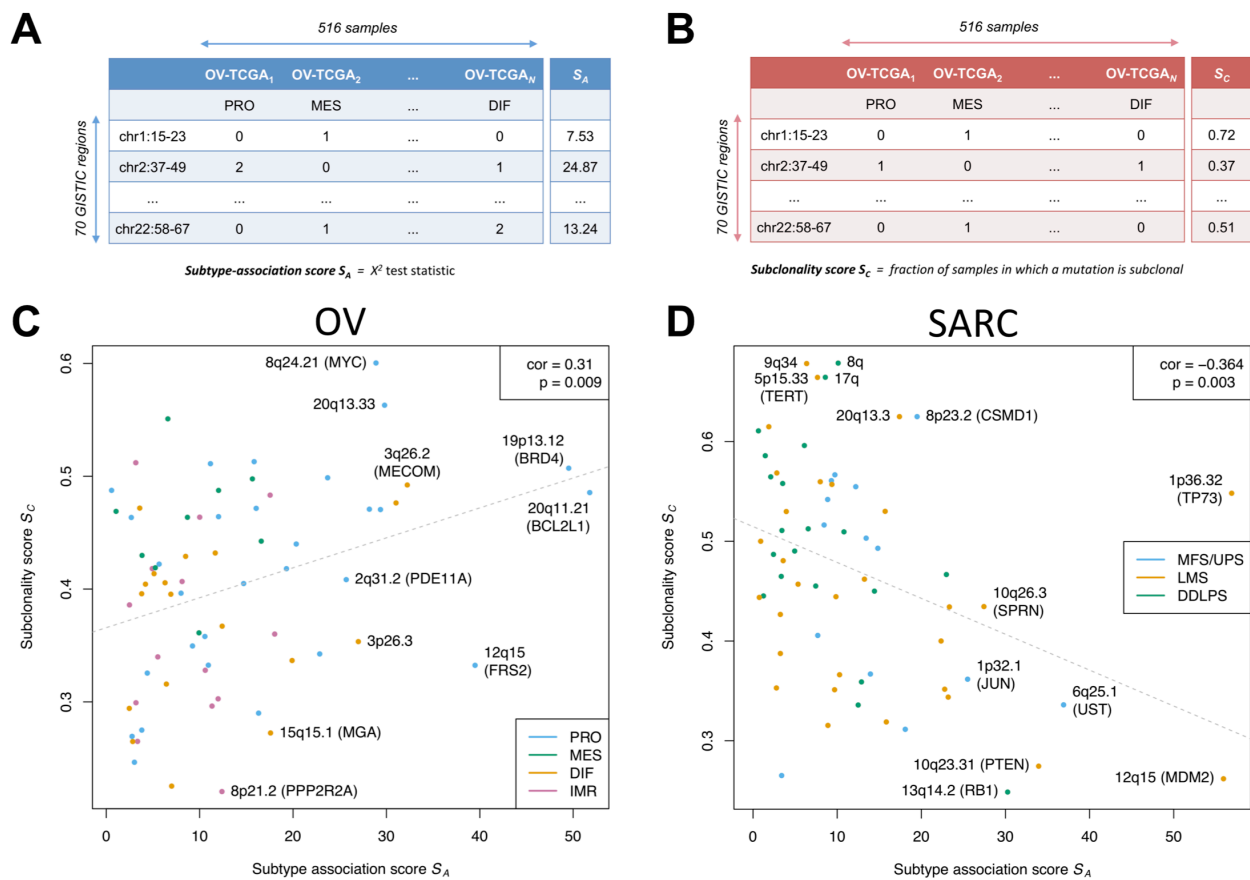 A
516 samples
OV-TCGA1 OV-TCGA2 ... OV-TCGAN SA
PRO MES ... DIF
chr1:15-23 0 1 ... 0 7.53
chr2:37-49 2 0 ... 1 24.87
... ... ... ... ... ...
chr22:58-67 0 1 ... 2 13.24
70 GISTIC regions
Subtype-association score SA = X2 test statistic
B
516 samples
OV-TCGA1 OV-TCGA2 ... OV-TCGAN SC
PRO MES ... DIF
chr1:15-23 0 1 ... 0 0.72
chr2:37-49 1 0 ... 1 0.37
... ... ... ... ... ...
chr22:58-67 0 1 ... 0 0.51
70 GISTIC regions
Subclonality score SC = fraction of samples in which a mutation is subclonal
C
OV
cor = 0.31
p = 0.009
8q24.21 (MYC)
20q13.33
3q26.2
(MECOM)
19p13.12
(BRD4)
20q11.21
(BCL2L1)
2q31.2 (PDE11A)
3p26.3
12q15
(FRS2)
15q15.1 (MGA)
8p21.2 (PPP2R2A)
PRO
MES
DIF
IMR
0.6
0.5
0.4
0.3
Subclonality score SC
0 10 20 30 40 50
Subtype association score SA
D
SARC
cor = −0.364
p = 0.003
9q34
8q
5p15.33
(TERT)
17q
20q13.3
8p23.2 (CSMD1)
1p36.32
(TP73)
MFS/UPS
LMS
DDLPS
10q26.3
(SPRN)
1p32.1
(JUN)
6q25.1
(UST)
10q23.31 (PTEN)
12q15 (MDM2)
13q14.2 (RB1)
0.6
0.5
0.4
0.3
Subclonality score SC
0 10 20 30 40 50
Subtype association score SA